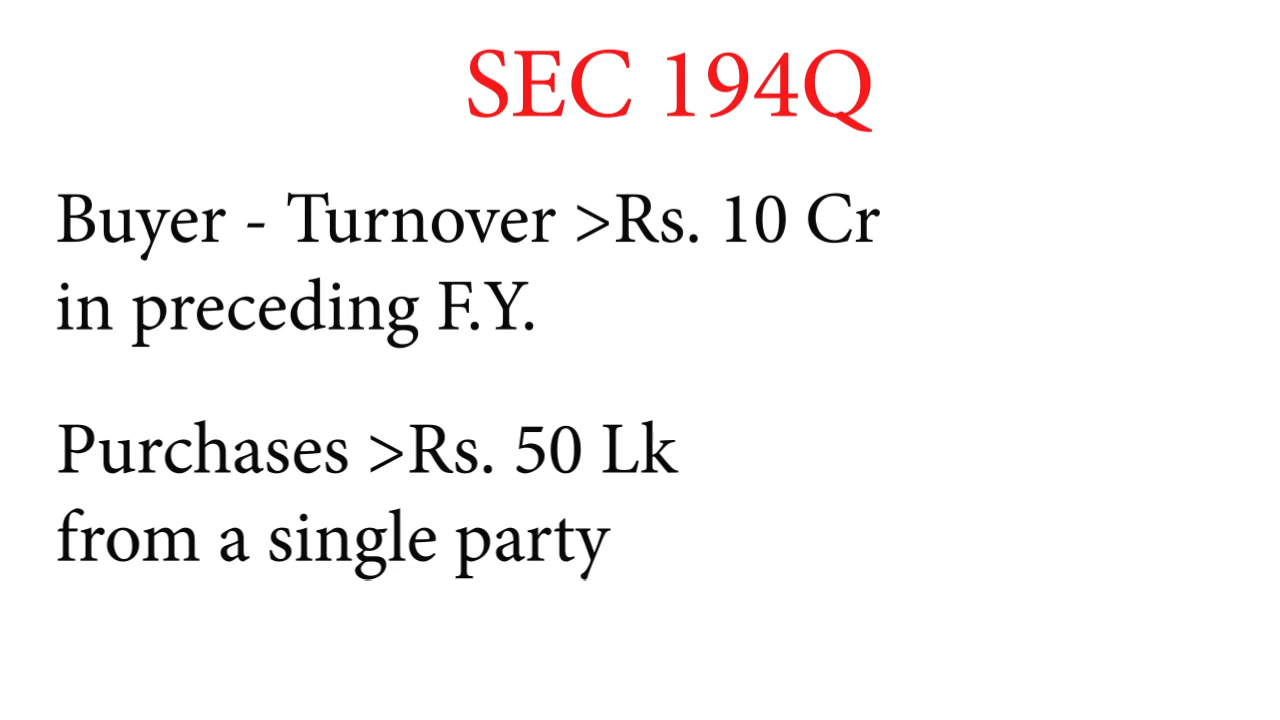 SEC 194Q
Buyer - Turnover >Rs. 10 Cr
in preceding F.Y.
Purchases >Rs. 50 Lk
from a single party